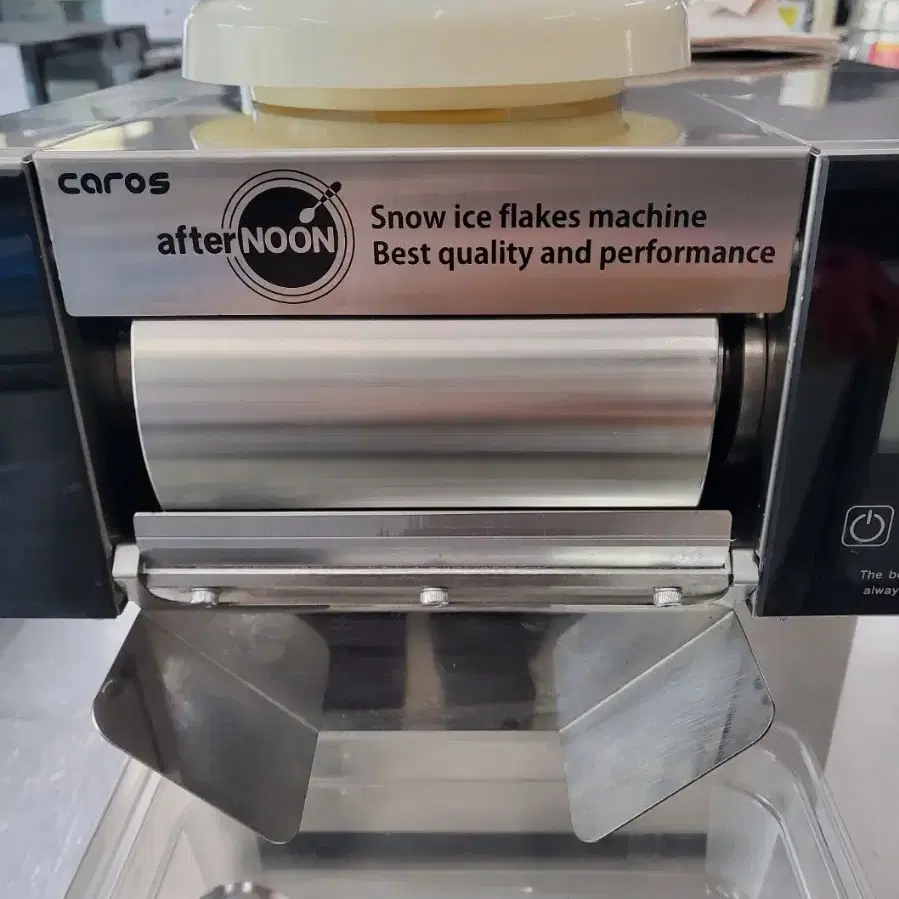 caros
afterNOON
Snow ice flakes machine
Best quality and performance
The
alway